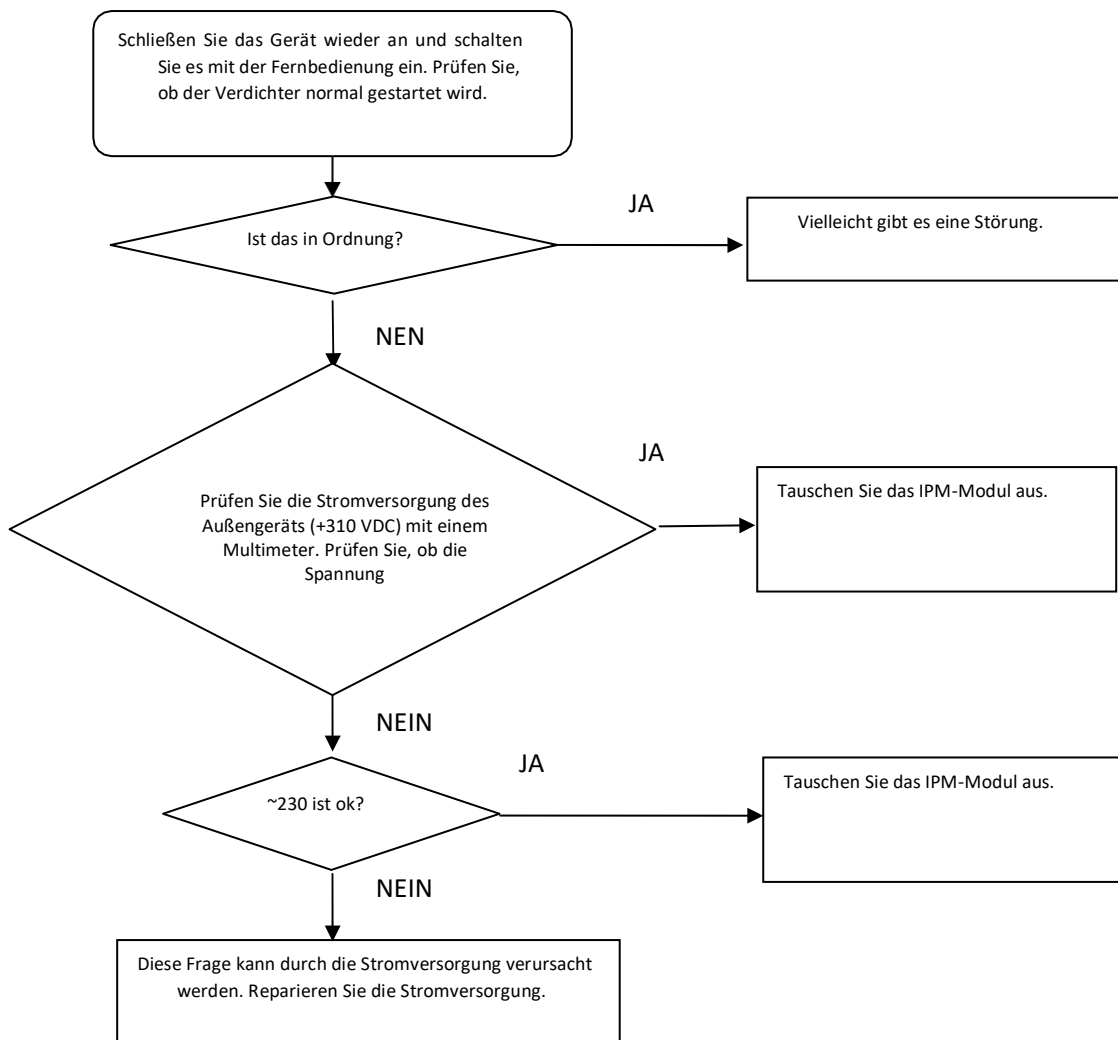 Schließen Sie das Gerät wieder an und schalten
Sie es mit der Fernbedienung ein. Prüfen Sie,
ob der Verdichter normal gestartet wird.
JA
Ist das in Ordnung?
Vielleicht gibt es eine Störung.
NEN
JA
Prüfen Sie die Stromversorgung des
Außengeräts (+310 VDC) mit einem
Multimeter. Prüfen Sie, ob die
Spannung
Tauschen Sie das IPM-Modul aus.
NEIN
JA
~230 ist ok?
Tauschen Sie das IPM-Modul aus.
NEIN
Diese Frage kann durch die Stromversorgung verursacht
werden. Reparieren Sie die Stromversorgung.